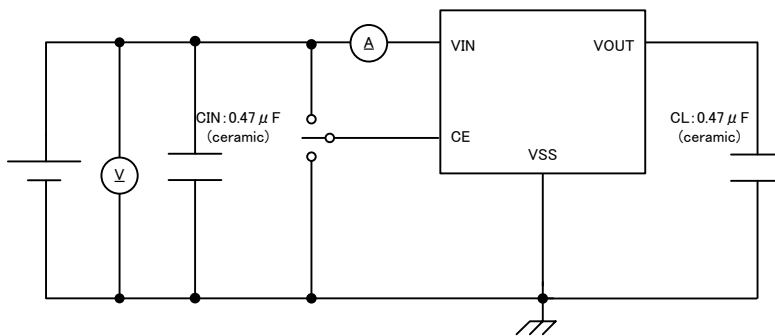 A
VIN
VOUT
CIN:0.47μF
(ceramic)
CL:0.47μF
(ceramic)
CE
VSS
V